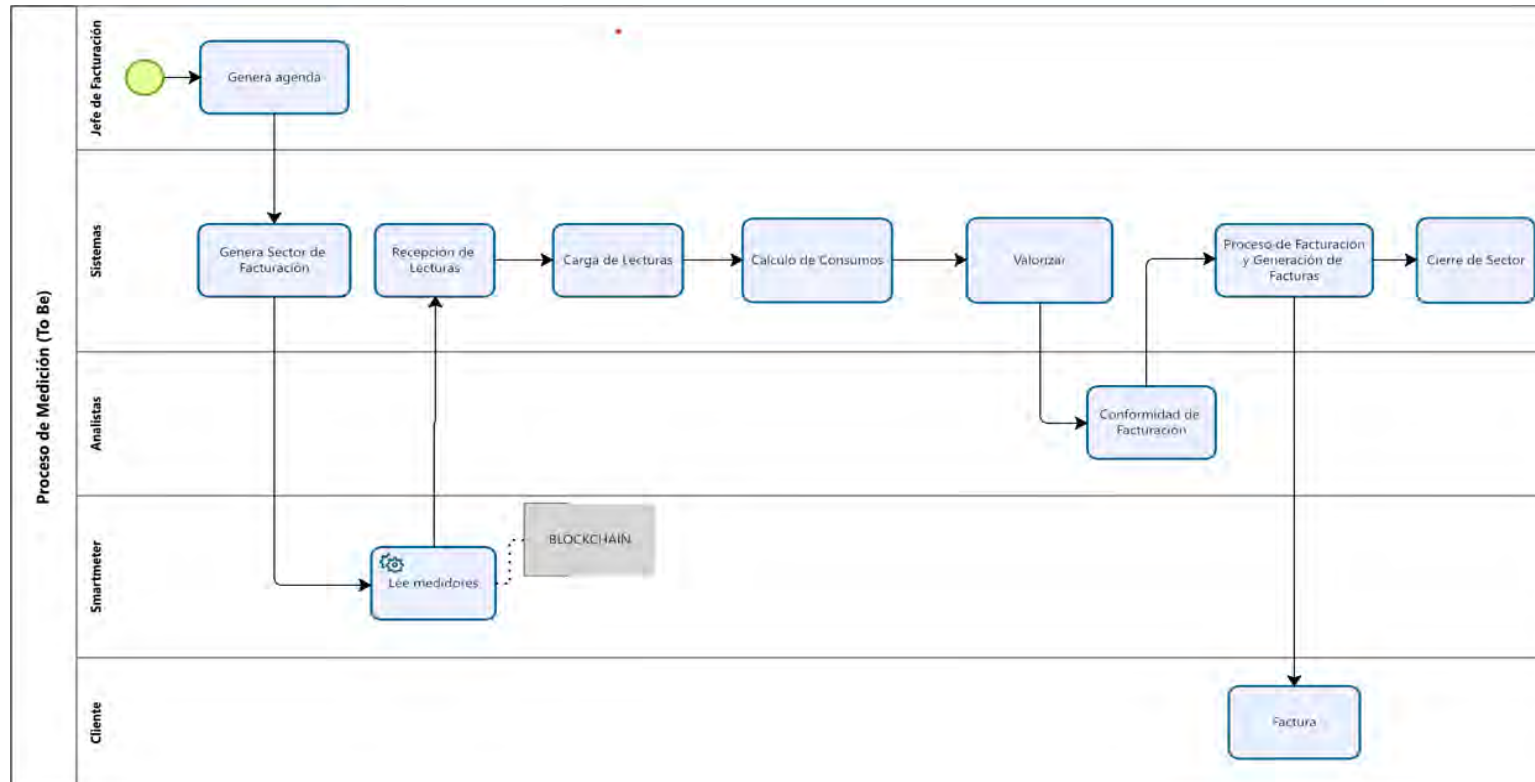 Proceso de Medición (To Be)
Jefe de Facturación
Genera agenda
Sistemas
Genera Sector de
Facturación
Recepción de
Lecturas
Carga de Lecturas
Calculo de Consumos
Valorizar
Proceso de Facturación
y Generación de
Facturas
Cierre de Sector
Analistas
Conformidad de
Facturación
Smartmeter
Lee medidores
BLOCKCHAIN
Cliente
Factura